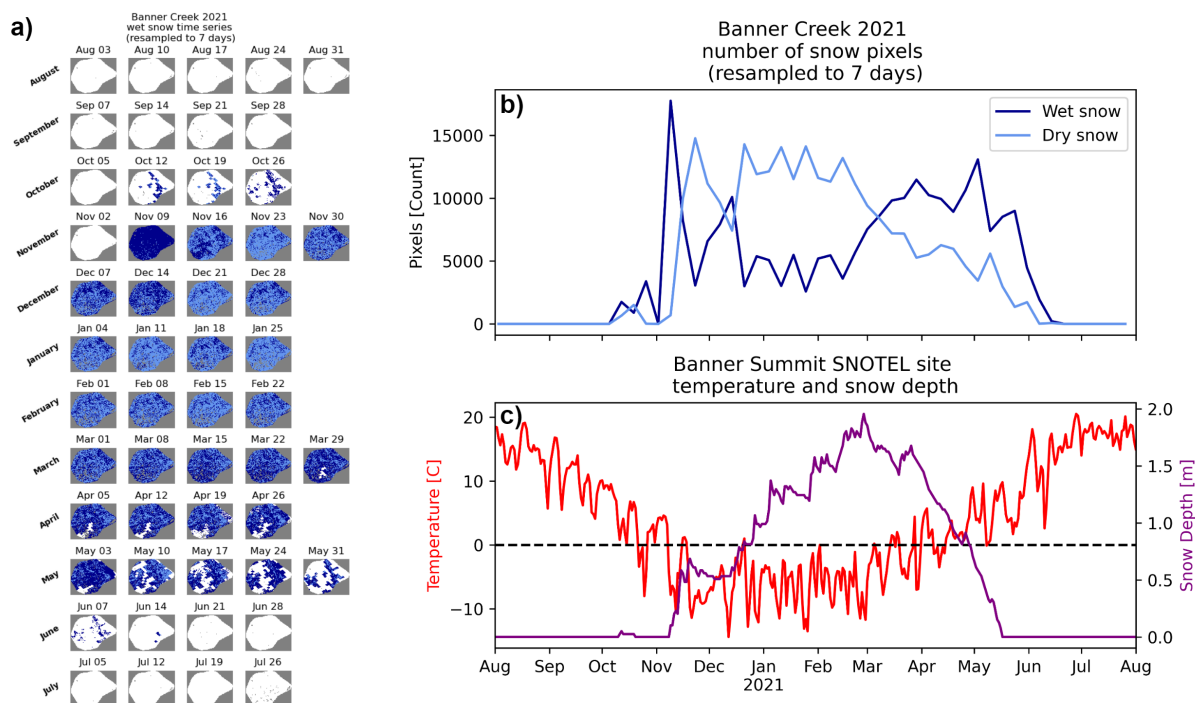 a)
Banner Creek 2021
wet snow time series
(resampled to 7 days)
Aug 03 Aug 10 Aug 17 Aug 24 Aug 31
August
Sep 07 Sep 14 Sep 21 Sep 28
September
Oct 05 Oct 12 Oct 19 Oct 26
October
Nov 02 Nov 09 Nov 16 Nov 23 Nov 30
November
Dec 07 Dec 14 Dec 21 Dec 28
December
Jan 04 Jan 11 Jan 18 Jan 25
January
Feb 01 Feb 08 Feb 15 Feb 22
February
Mar 01 Mar 08 Mar 15 Mar 22 Mar 29
March
Apr 05 Apr 12 Apr 19 Apr 26
April
May 03 May 10 May 17 May 24 May 31
May
Jun 07 Jun 14 Jun 21 Jun 28
June
Jul 05 Jul 12 Jul 19 Jul 26
July
Banner Creek 2021
number of snow pixels
(resampled to 7 days)
b)
Wet snow
Dry snow
15000
10000
5000
0
Pixels [Count]
Banner Summit SNOTEL site
temperature and snow depth
c)
20
10
0
−10
Temperature [C]
2.0
1.5
1.0
0.5
0.0
Snow Depth [m]
Aug Sep Oct Nov Dec Jan Feb Mar Apr May Jun Jul Aug
2021